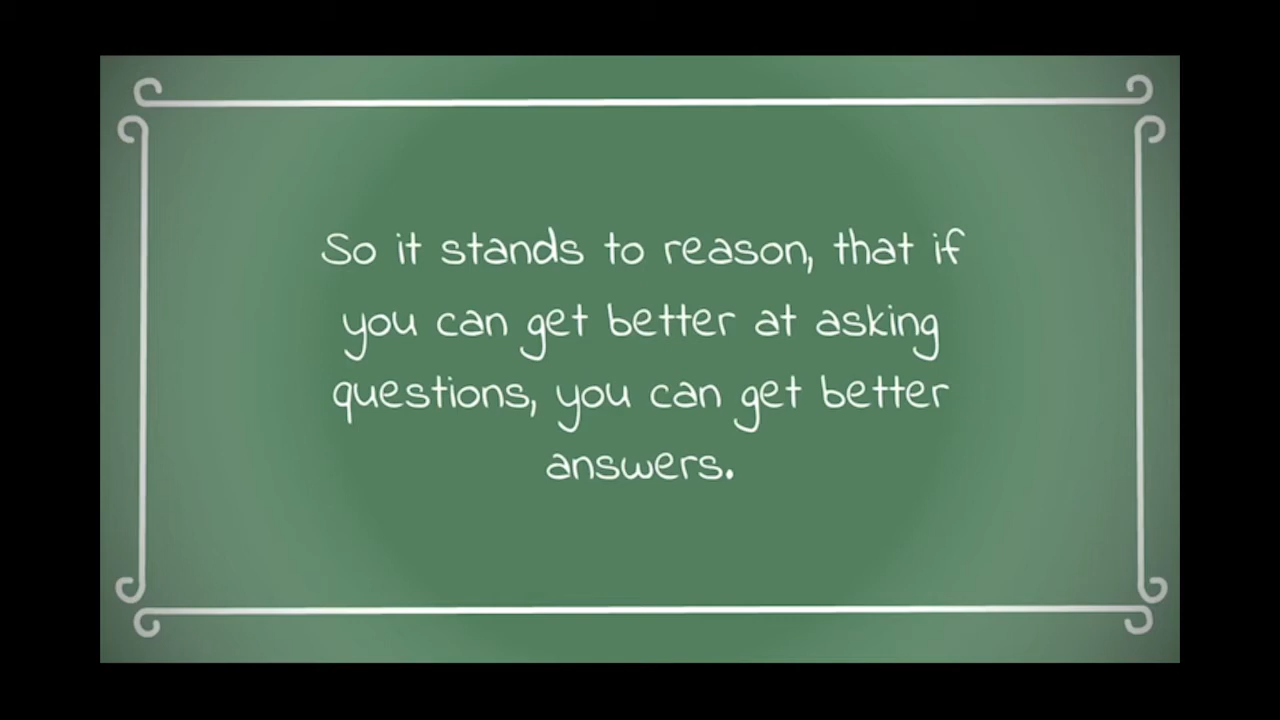 So it stands to reason, that if
you can get better at asking
questions, you can get better
answers.